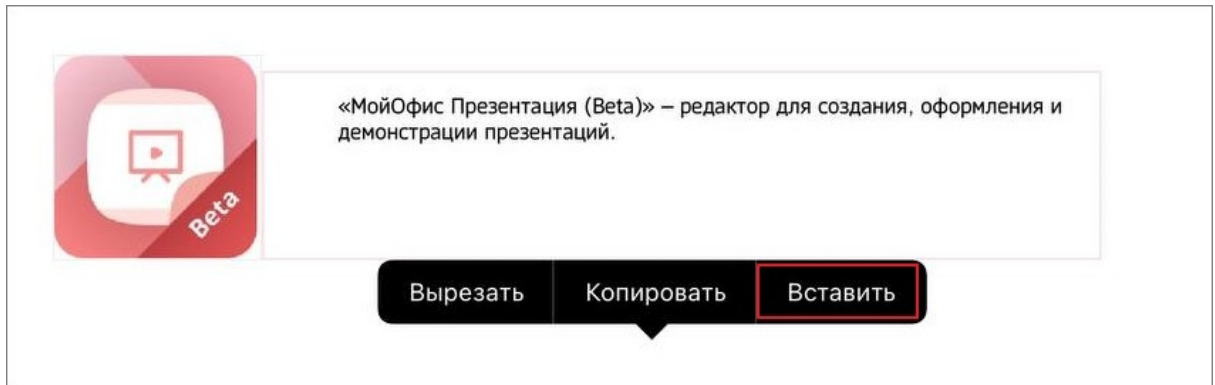 «МойОфис Презентация (Beta)» – редактор для создания, оформления и
демонстрации презентаций.
Beta
Вырезать Копировать Вставить